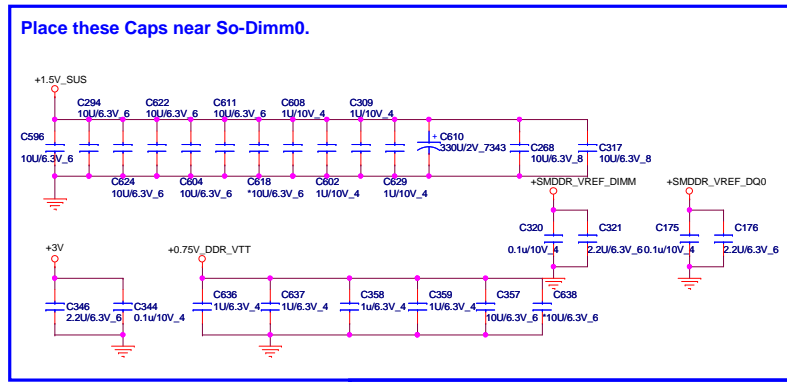 Place these Caps near So-Dimm0.
+1.5V_SUS
C294
10U/6.3V_6
C622
10U/6.3V_6
C611
10U/6.3V_6
C608
1U/10V_4
C309
1U/10V_4
C596
10U/6.3V_6
C624
10U/6.3V_6
C604
10U/6.3V_6
C618
*10U/6.3V_6
C602
1U/10V_4
C629
1U/10V_4
+
C610
330U/2V_7343
C268
10U/6.3V_8
C317
10U/6.3V_8
+SMDDR_VREF_DIMM
C320
0.1u/10V_4
C321
2.2U/6.3V_6
+SMDDR_VREF_DQ0
C175
0.1u/10V_4
C176
2.2U/6.3V_6
+3V
C346
2.2U/6.3V_6
C344
0.1u/10V_4
+0.75V_DDR_VTT
C636
1U/6.3V_4
C637
1U/6.3V_4
C358
1u/6.3V_4
C359
1U/6.3V_4
C357
10U/6.3V_6
C638
*10U/6.3V_6